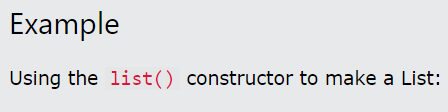 Example
Using the list() constructor to make a List: